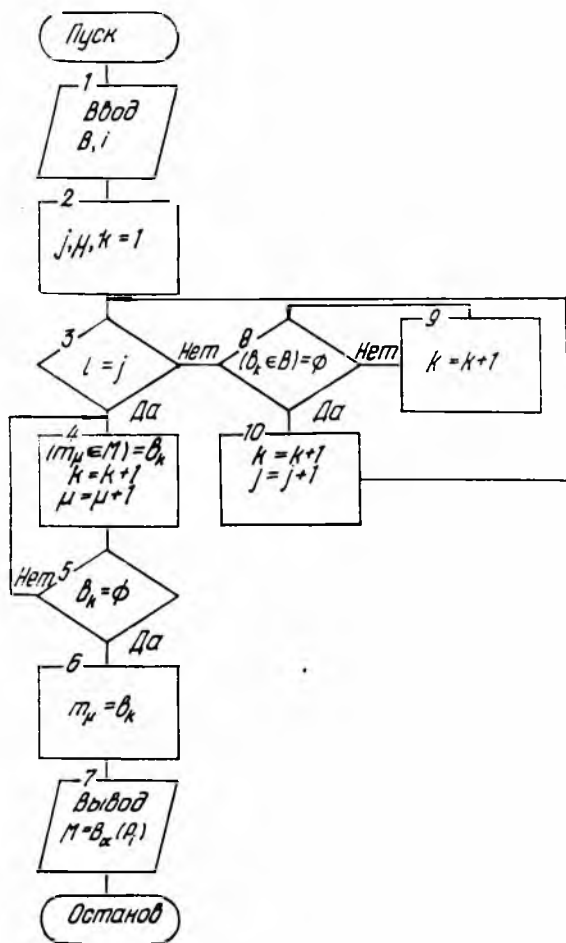 Пуск
1
Ввод
B, i
2
j, μ, k = 1
3
i = j
Нет
Да
8
(b_k ∈ B) = ϕ
Нет
Да
9
k = k+1
4
(m_μ ∈ M) = b_k
k = k+1
μ = μ+1
10
k = k+1
j = j+1
5
Нет
b_k = ϕ
Да
6
m_μ = b_k
7
Вывод
M = B_α (P_i)
Останов